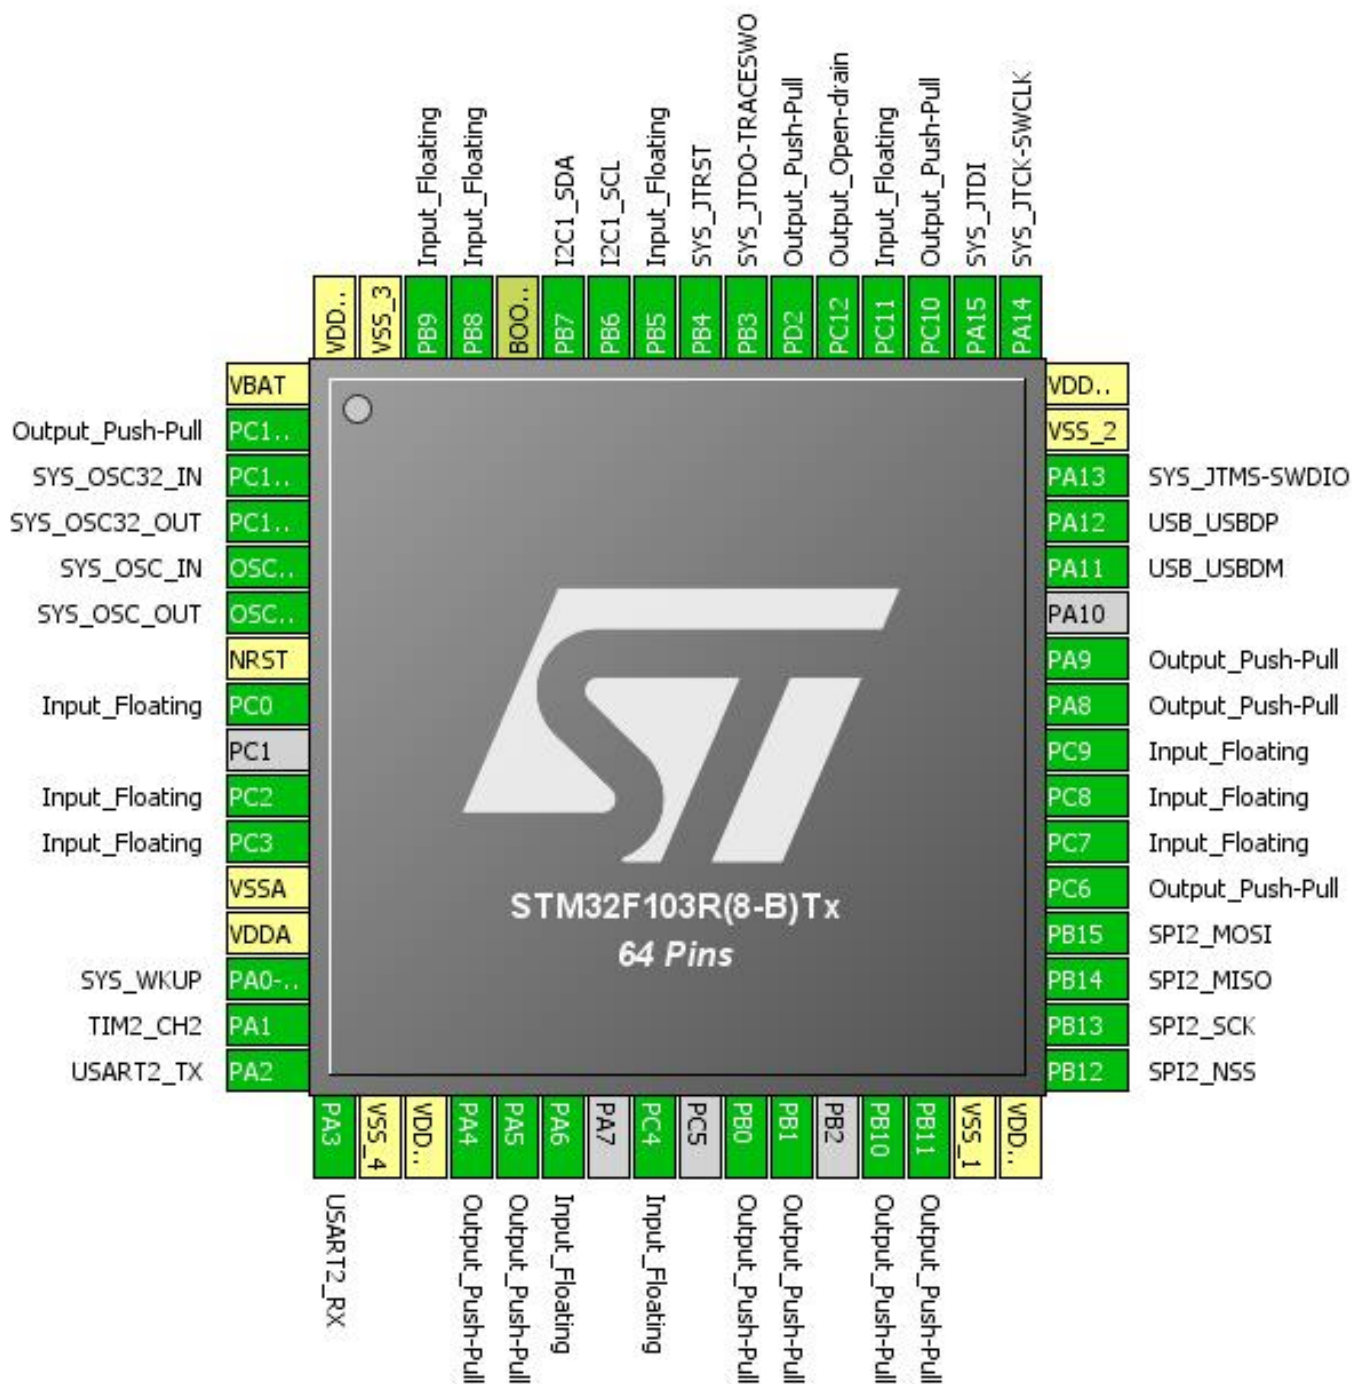 Input_Floating
Input_Floating
I2C1_SDA
I2C1_SCL
Input_Floating
SYS_JTRST
SYS_JTDO-TRACESWO
Output_Push-Pull
Output_Open-drain
Input_Floating
Output_Push-Pull
SYS_JTDI
SYS_JTCK-SWCLK
VDD..
VSS_3
PB9
PB8
BOO..
PB7
PB6
PB5
PB4
PB3
PD2
PC12
PC11
PC10
PA15
PA14
VBAT
Output_Push-Pull PC1..
SYS_OSC32_IN PC1..
SYS_OSC32_OUT PC1..
SYS_OSC_IN OSC..
SYS_OSC_OUT OSC..
NRST
Input_Floating PC0
PC1
Input_Floating PC2
Input_Floating PC3
VSSA
VDDA
SYS_WKUP PA0-..
TIM2_CH2 PA1
USART2_TX PA2
ST
STM32F103R(8-B)Tx
64 Pins
VDD..
VSS_2
PA13 SYS_JTMS-SWDIO
PA12 USB_USBDP
PA11 USB_USBDM
PA10
PA9 Output_Push-Pull
PA8 Output_Push-Pull
PC9 Input_Floating
PC8 Input_Floating
PC7 Input_Floating
PC6 Output_Push-Pull
PB15 SPI2_MOSI
PB14 SPI2_MISO
PB13 SPI2_SCK
PB12 SPI2_NSS
PA3
VSS_4
VDD..
PA4
PA5
PA6
PA7
PC4
PC5
PB0
PB1
PB2
PB10
PB11
VSS_1
VDD..
USART2_RX
Output_Push-Pull
Output_Push-Pull
Input_Floating
Input_Floating
Output_Push-Pull
Output_Push-Pull
Output_Push-Pull
Output_Push-Pull